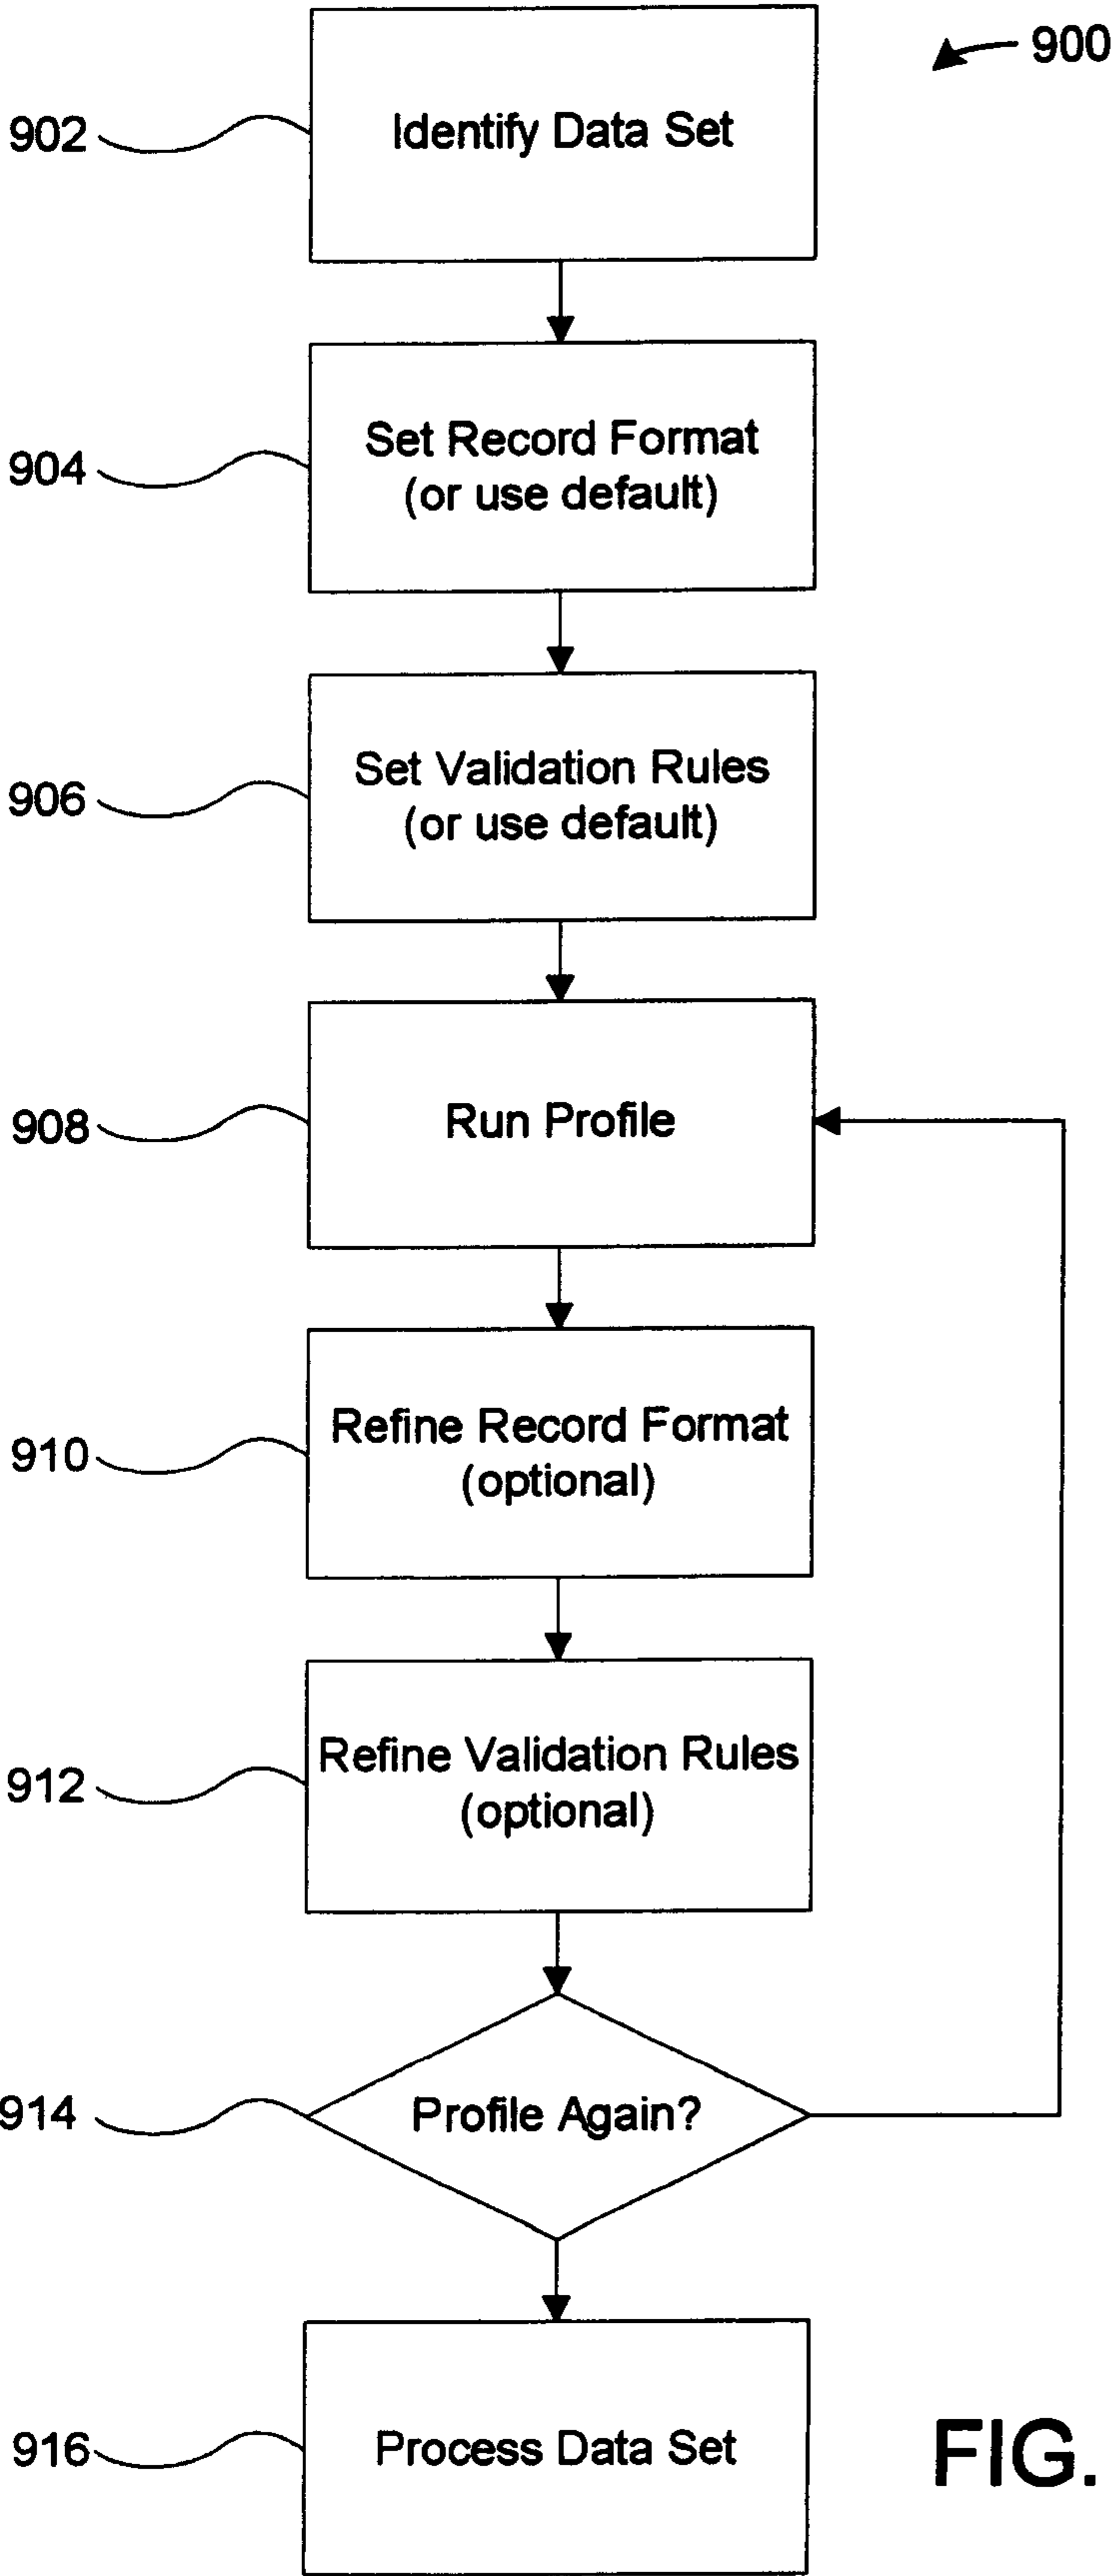 900
902
Identify Data Set
904
Set Record Format
(or use default)
906
Set Validation Rules
(or use default)
908
Run Profile
910
Refine Record Format
(optional)
912
Refine Validation Rules
(optional)
914
Profile Again?
916
Process Data Set
FIG.